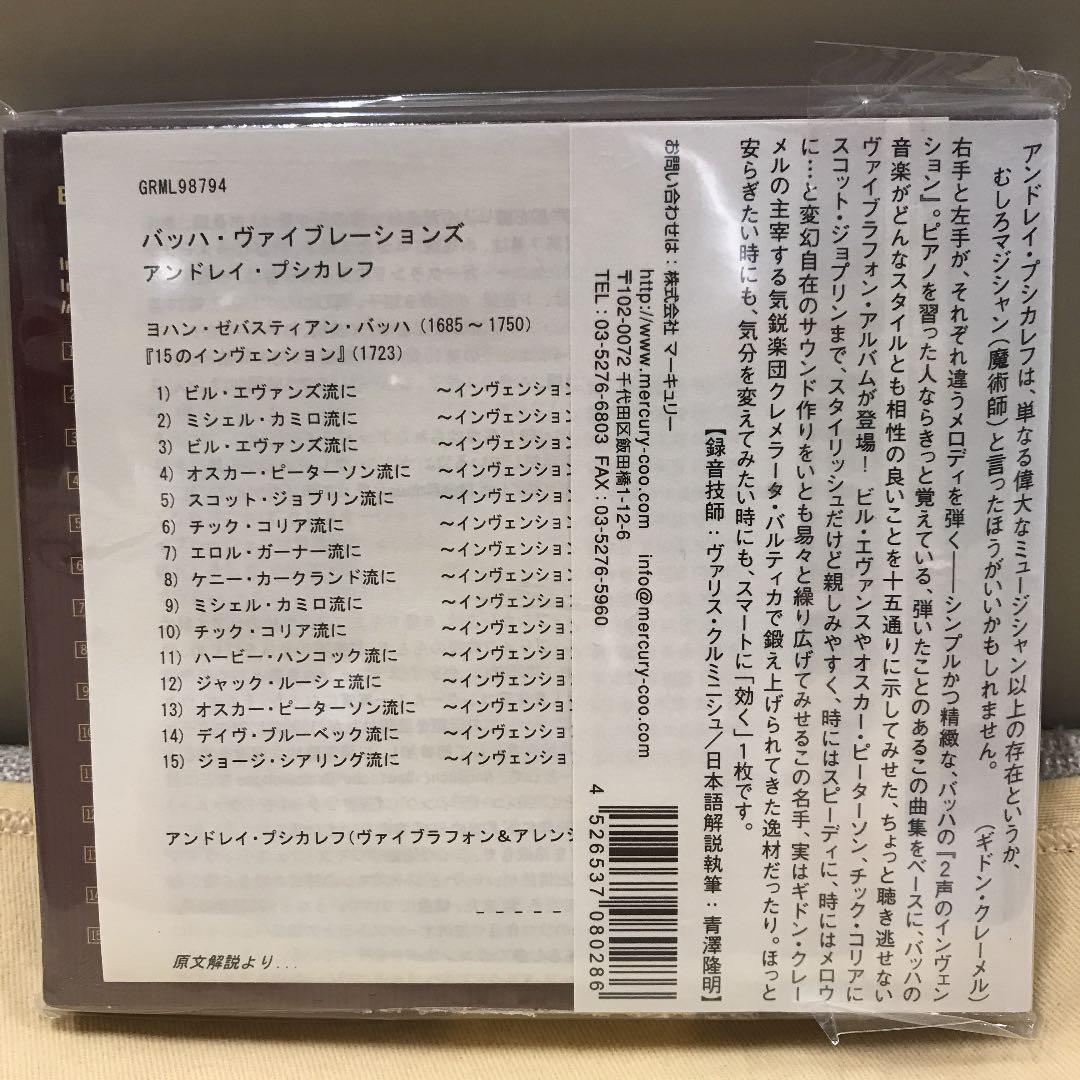 GRML98794
バッハ・ヴァイブレーションズ
アンドレイ・プシカレフ
ヨハン・ゼバスティアン・バッハ (1685～1750)
『15のインヴェンション』(1723)
1) ビル・エヴァンズ流に ～インヴェンション
2) ミシェル・カミロ流に ～インヴェンション
3) ビル・エヴァンズ流に ～インヴェンション
4) オスカー・ピーターソン流に ～インヴェンション
5) スコット・ジョプリン流に ～インヴェンション
6) チック・コリア流に ～インヴェンション
7) エロル・ガーナー流に ～インヴェンション
8) ケニー・カークランド流に ～インヴェンション
9) ミシェル・カミロ流に ～インヴェンション
10) チック・コリア流に ～インヴェンション
11) ハービー・ハンコック流に ～インヴェンション
12) ジャック・ルーシェ流に ～インヴェンション
13) オスカー・ピーターソン流に ～インヴェンション
14) デイヴ・ブルーベック流に ～インヴェンション
15) ジョージ・シアリング流に ～インヴェンション
アンドレイ・プシカレフ(ヴァイブラフォン&アレンジ
原文解説より...
アンドレイ・プシカレフは、単なる偉大なミュージシャン以上の存在というか、
むしろマジシャン(魔術師)と言ったほうがいいかもしれません。 (ギドン・クレーメル)
右手と左手が、それぞれ違うメロディを弾く――シンプルかつ精緻な、バッハの『2声のインヴェン
ション』。ピアノを習った人ならきっと覚えている、弾いたことのあるこの曲集をベースに、バッハの
音楽がどんなスタイルとも相性の良いことを十五通りに示してみせた、ちょっと聴き逃せない
ヴァイブラフォン・アルバムが登場! ビル・エヴァンスやオスカー・ピーターソン、チック・コリアに
スコット・ジョプリンまで、スタイリッシュだけど親しみやすく、時にはスピーディに、時にはメロウ
に…と変幻自在のサウンド作りをいとも易々と繰り広げてみせるこの名手、実はギドン・クレー
メルの主宰する気鋭楽団クレメラータ・バルティカで鍛え上げられてきた逸材だったり。ほっと
安らぎたい時にも、気分を変えてみたい時にも、スマートに「効く」1枚です。
【録音技師:ヴァリス・クルミニシュ/日本語解説執筆:青澤隆明】
お問い合わせは:株式会社 マーキュリー
http://www.mercury-coo.com info@mercury-coo.com
〒102-0072 千代田区飯田橋1-12-6
TEL:03-5276-6803 FAX:03-5276-5960
4 526537 080286